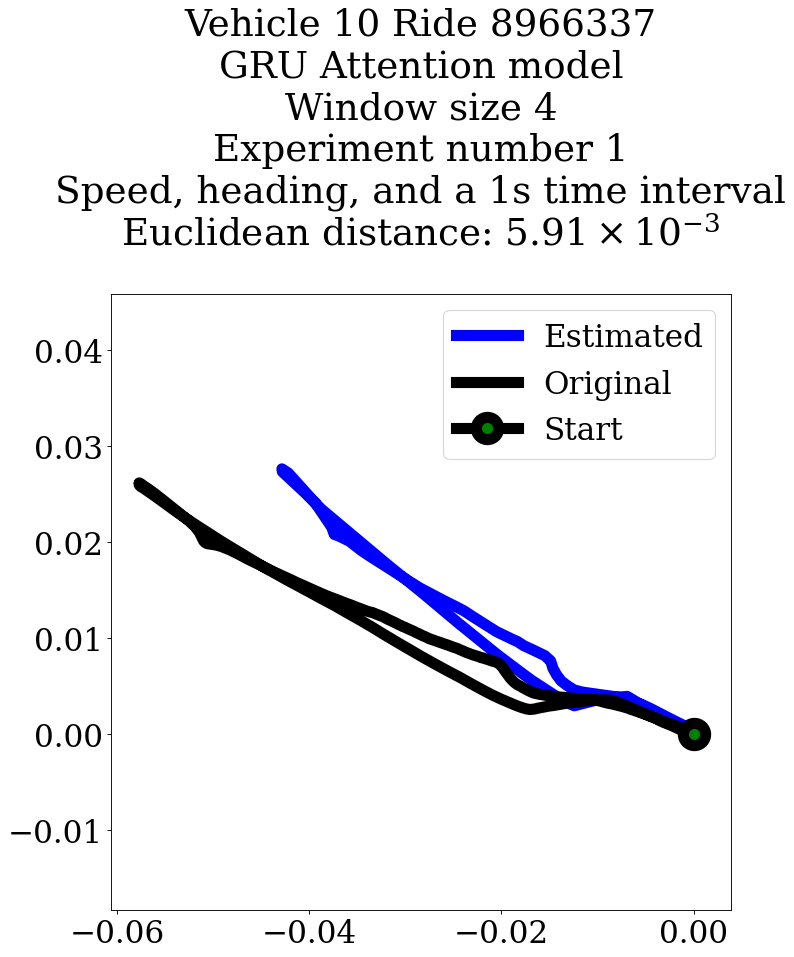 Vehicle 10 Ride 8966337
GRU Attention model
Window size 4
Experiment number 1
Speed, heading, and a 1s time interval
Euclidean distance: 5.91 × 10⁻³
Estimated
Original
Start
0.04
0.03
0.02
0.01
0.00
−0.01
−0.06
−0.04
−0.02
0.00